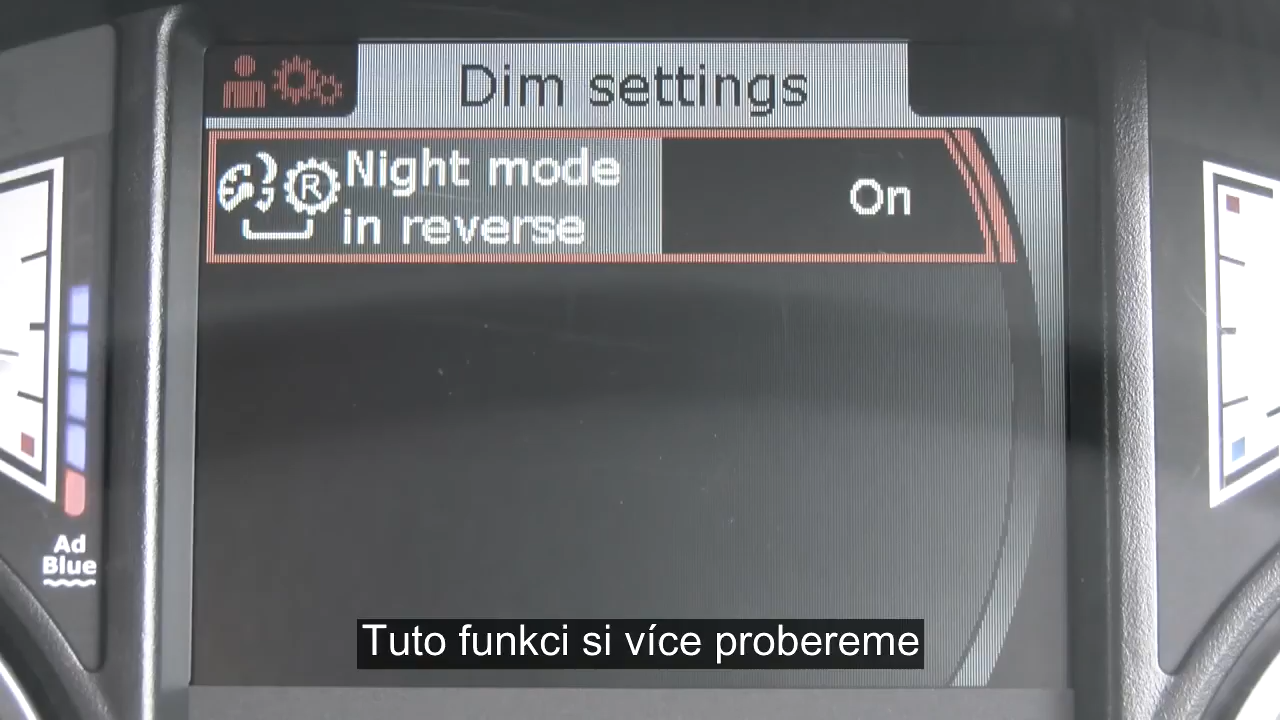 Dim settings
Night mode
in reverse
On
R
Ad
Blue
Tuto funkci si více probereme